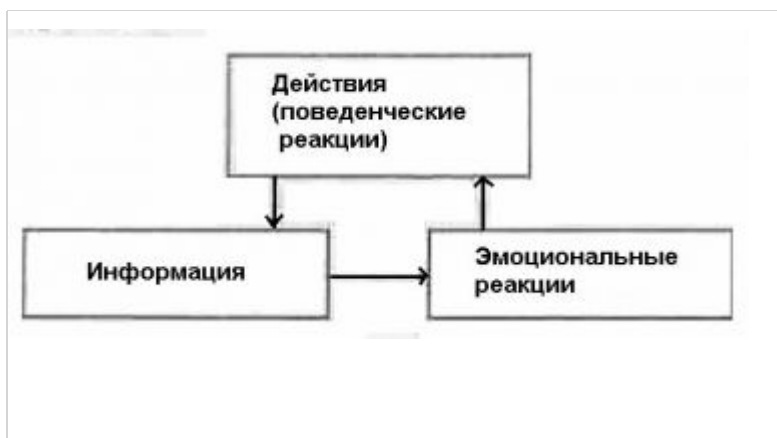 Действия
(поведенческие
реакции)
Информация
Эмоциональные
реакции